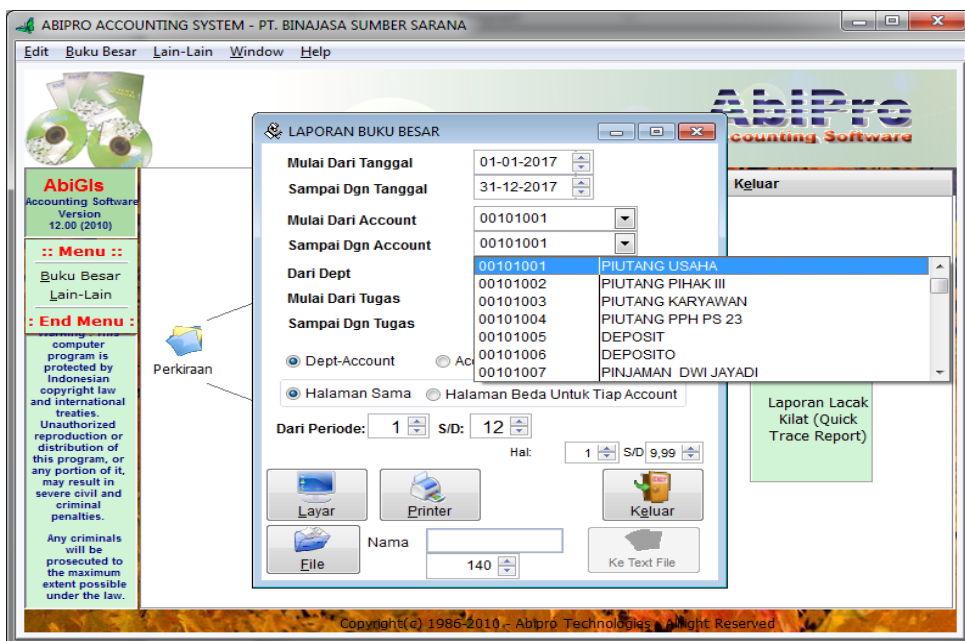 ABIPRO ACCOUNTING SYSTEM - PT. BINAJASA SUMBER SARANA
Edit Buku Besar Lain-Lain Window Help
AbiPro
counting Software
AbiGls
Accounting Software
Version
12.00 (2010)
:: Menu ::
Buku Besar
Lain-Lain
: End Menu :
Warning : This
computer
program is
protected by
Indonesian
copyright law
and international
treaties.
Unauthorized
reproduction or
distribution of
this program, or
any portion of it,
may result in
severe civil and
criminal
penalties.
Any criminals
will be
prosecuted to
the maximum
extent possible
under the law.
Perkiraan
LAPORAN BUKU BESAR
Mulai Dari Tanggal 01-01-2017
Sampai Dgn Tanggal 31-12-2017
Mulai Dari Account 00101001
Sampai Dgn Account 00101001
Dari Dept
Mulai Dari Tugas
Sampai Dgn Tugas
00101001 PIUTANG USAHA
00101002 PIUTANG PIHAK III
00101003 PIUTANG KARYAWAN
00101004 PIUTANG PPH PS 23
00101005 DEPOSIT
00101006 DEPOSITO
00101007 PINJAMAN DWI JAYADI
Dept-Account Acc
Halaman Sama Halaman Beda Untuk Tiap Account
Dari Periode: 1 S/D: 12
Hal: 1 S/D 9,99
Layar Printer Keluar
File Nama 140 Ke Text File
Keluar
Laporan Lacak
Kilat (Quick
Trace Report)
Copyright(c) 1986-2010 - Abipro Technologies - All right Reserved